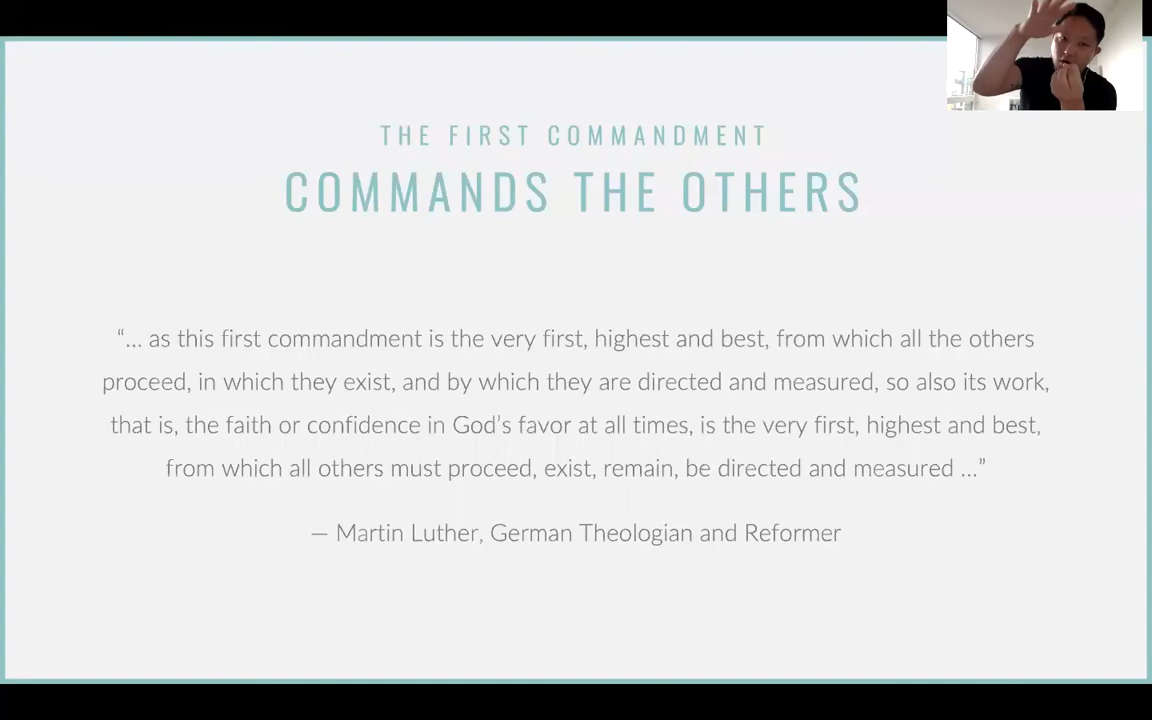 THE FIRST COMMANDMENT
COMMANDS THE OTHERS
“... as this first commandment is the very first, highest and best, from which all the others
proceed, in which they exist, and by which they are directed and measured, so also its work,
that is, the faith or confidence in God’s favor at all times, is the very first, highest and best,
from which all others must proceed, exist, remain, be directed and measured ...”
— Martin Luther, German Theologian and Reformer